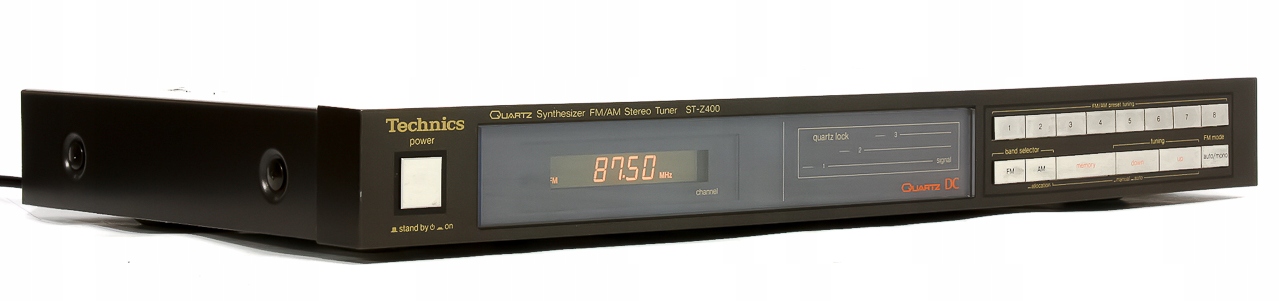 QUARTZ Synthesizer FM/AM Stereo Tuner ST-Z400
Technics
power
stand by on
FM 87.50 MHz
channel
quartz lock
3
2
1
signal
QUARTZ DC
FM/AM preset tuning
1 2 3 4 5 6 7 8
band selector tuning FM mode
FM AM memory down up auto/mono
allocation manual auto